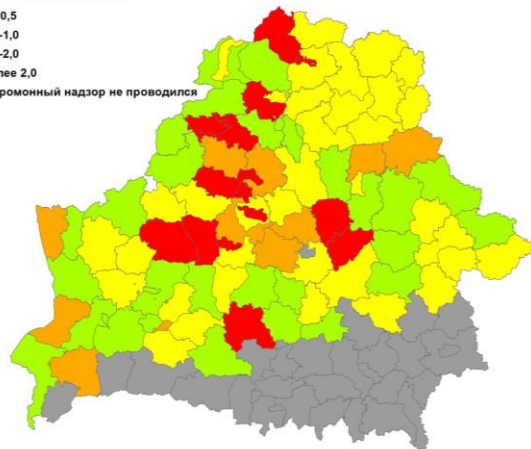 0,5
-1,0
-2,0
лее 2,0
ромонный надзор не проводился